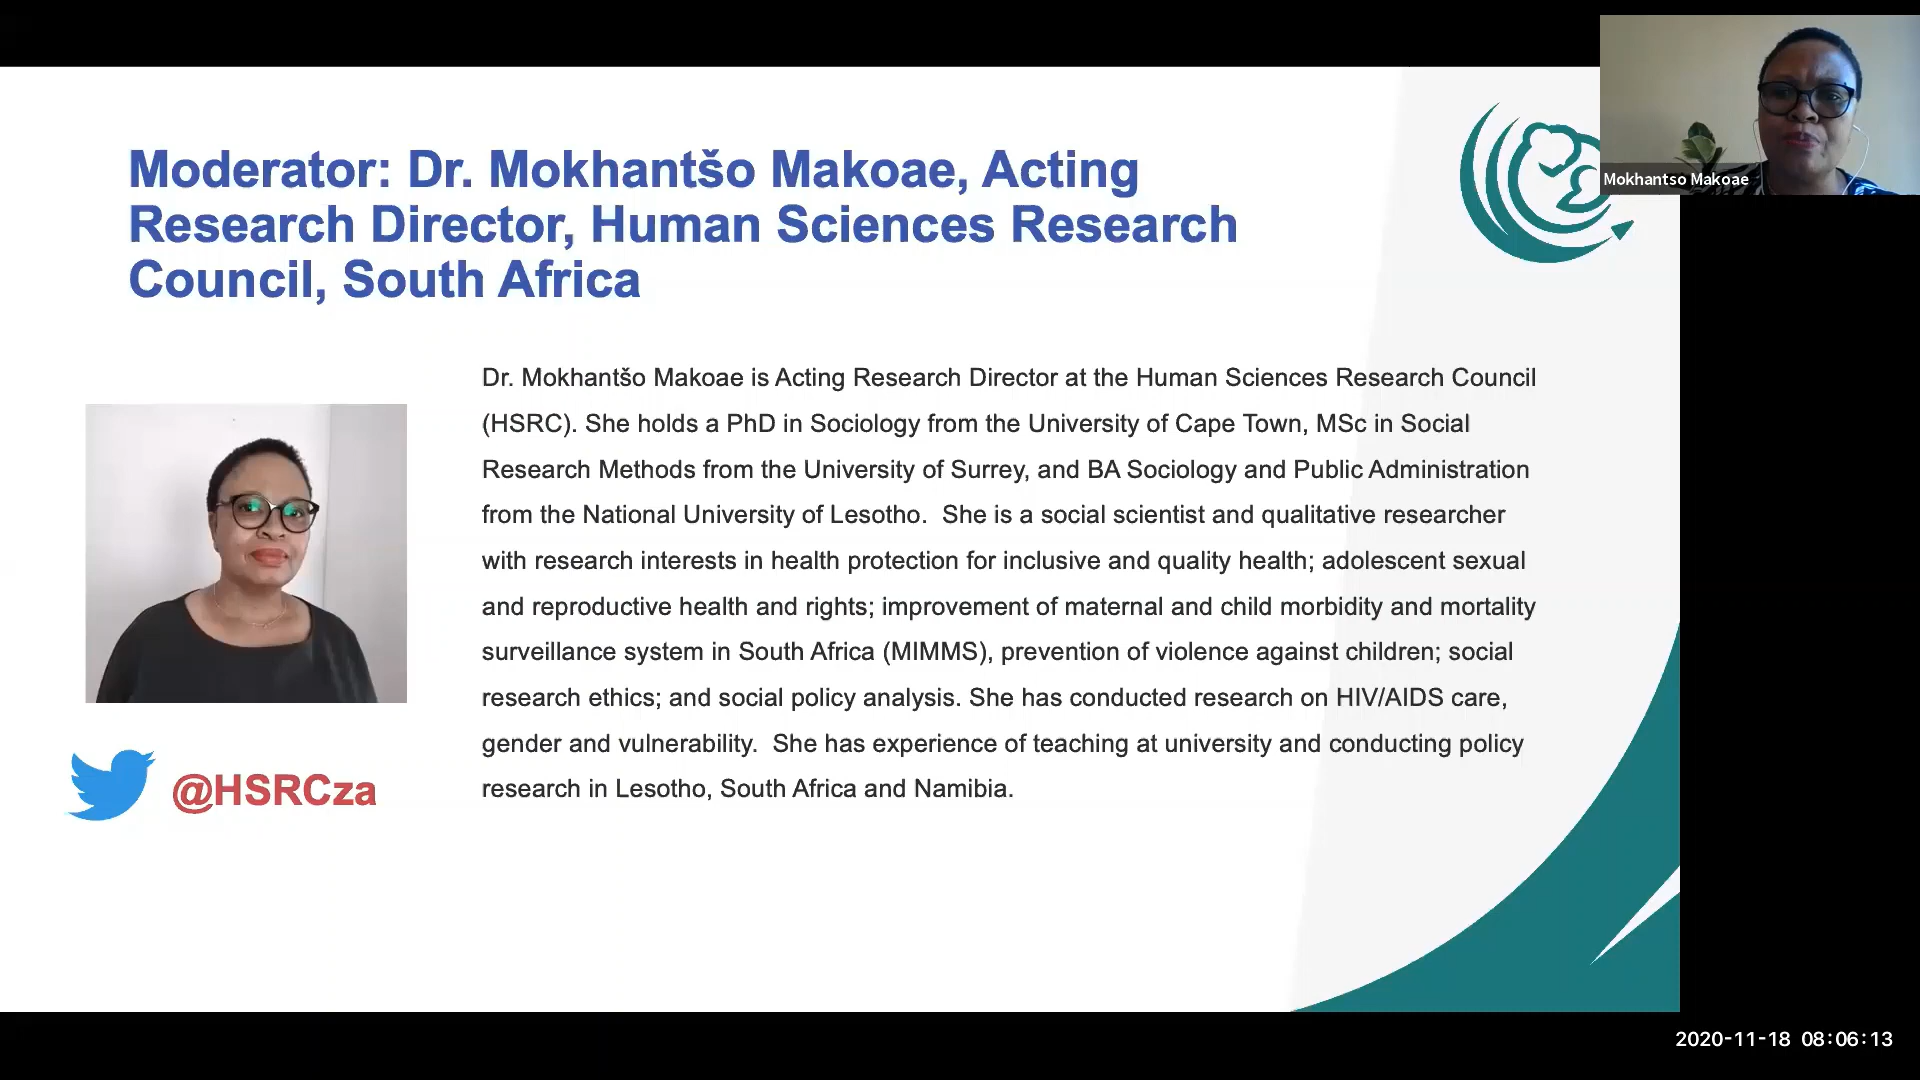 Moderator: Dr. Mokhantšo Makoae, Acting
Research Director, Human Sciences Research
Council, South Africa
Mokhantso Makoae
Dr. Mokhantšo Makoae is Acting Research Director at the Human Sciences Research Council
(HSRC). She holds a PhD in Sociology from the University of Cape Town, MSc in Social
Research Methods from the University of Surrey, and BA Sociology and Public Administration
from the National University of Lesotho.  She is a social scientist and qualitative researcher
with research interests in health protection for inclusive and quality health; adolescent sexual
and reproductive health and rights; improvement of maternal and child morbidity and mortality
surveillance system in South Africa (MIMMS), prevention of violence against children; social
research ethics; and social policy analysis. She has conducted research on HIV/AIDS care,
gender and vulnerability.  She has experience of teaching at university and conducting policy
research in Lesotho, South Africa and Namibia.
@HSRCza
2020-11-18 08:06:13